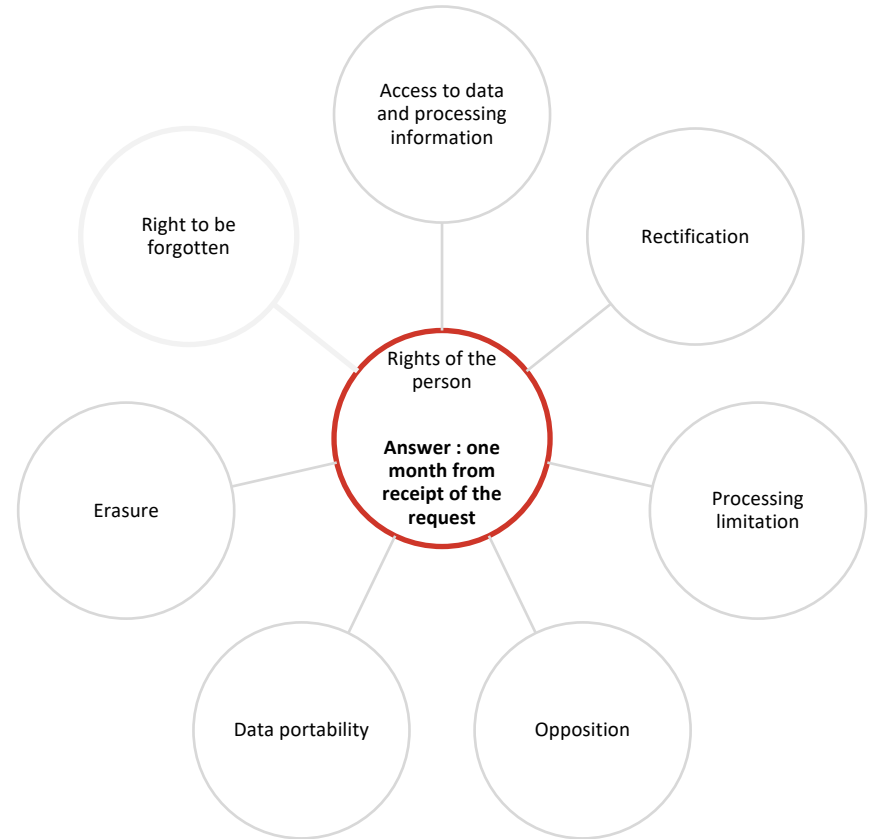 Access to data
and processing
information
Rectification
Processing
limitation
Opposition
Data portability
Erasure
Right to be
forgotten
Rights of the
person
Answer : one
month from
receipt of the
request